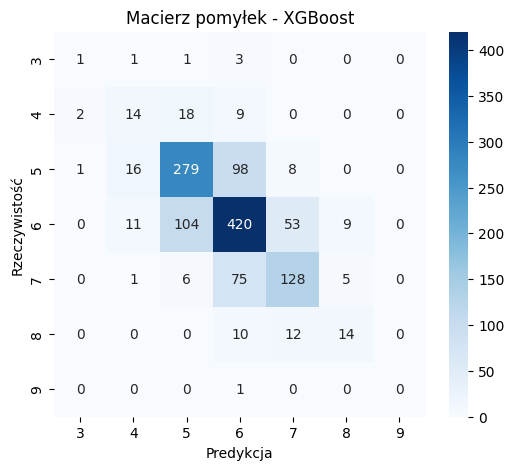 Macierz pomyłek - XGBoost
3 1 1 1 3 0 0 0
4 2 14 18 9 0 0 0
5 1 16 279 98 8 0 0
6 0 11 104 420 53 9 0
7 0 1 6 75 128 5 0
8 0 0 0 10 12 14 0
9 0 0 0 1 0 0 0
3 4 5 6 7 8 9
Predykcja
Rzeczywistość
400
350
300
250
200
150
100
50
0